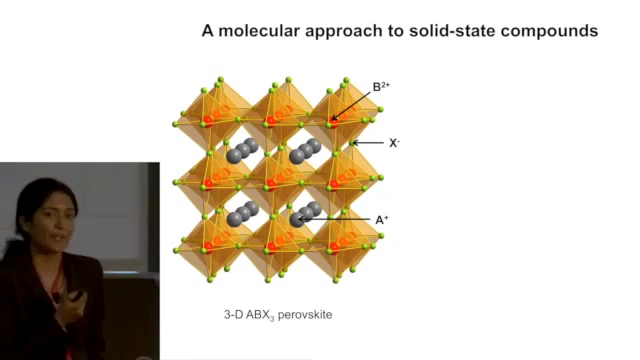 A molecular approach to solid-state compounds
B²⁺
X⁻
A⁺
3-D ABX₃ perovskite